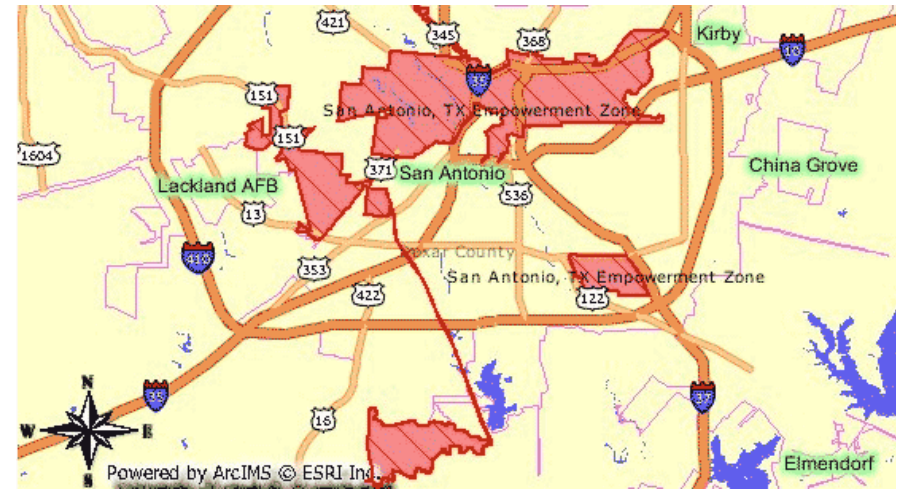 421
345
368
Kirby
10
35
151
San Antonio, TX Empowerment Zone
151
1604
371
San Antonio
China Grove
Lackland AFB
536
13
County
410
353
San Antonio, TX Empowerment Zone
422
122
35
37
16
N
W
E
S
Elmendorf
Powered by ArcIMS © ESRI Inc.